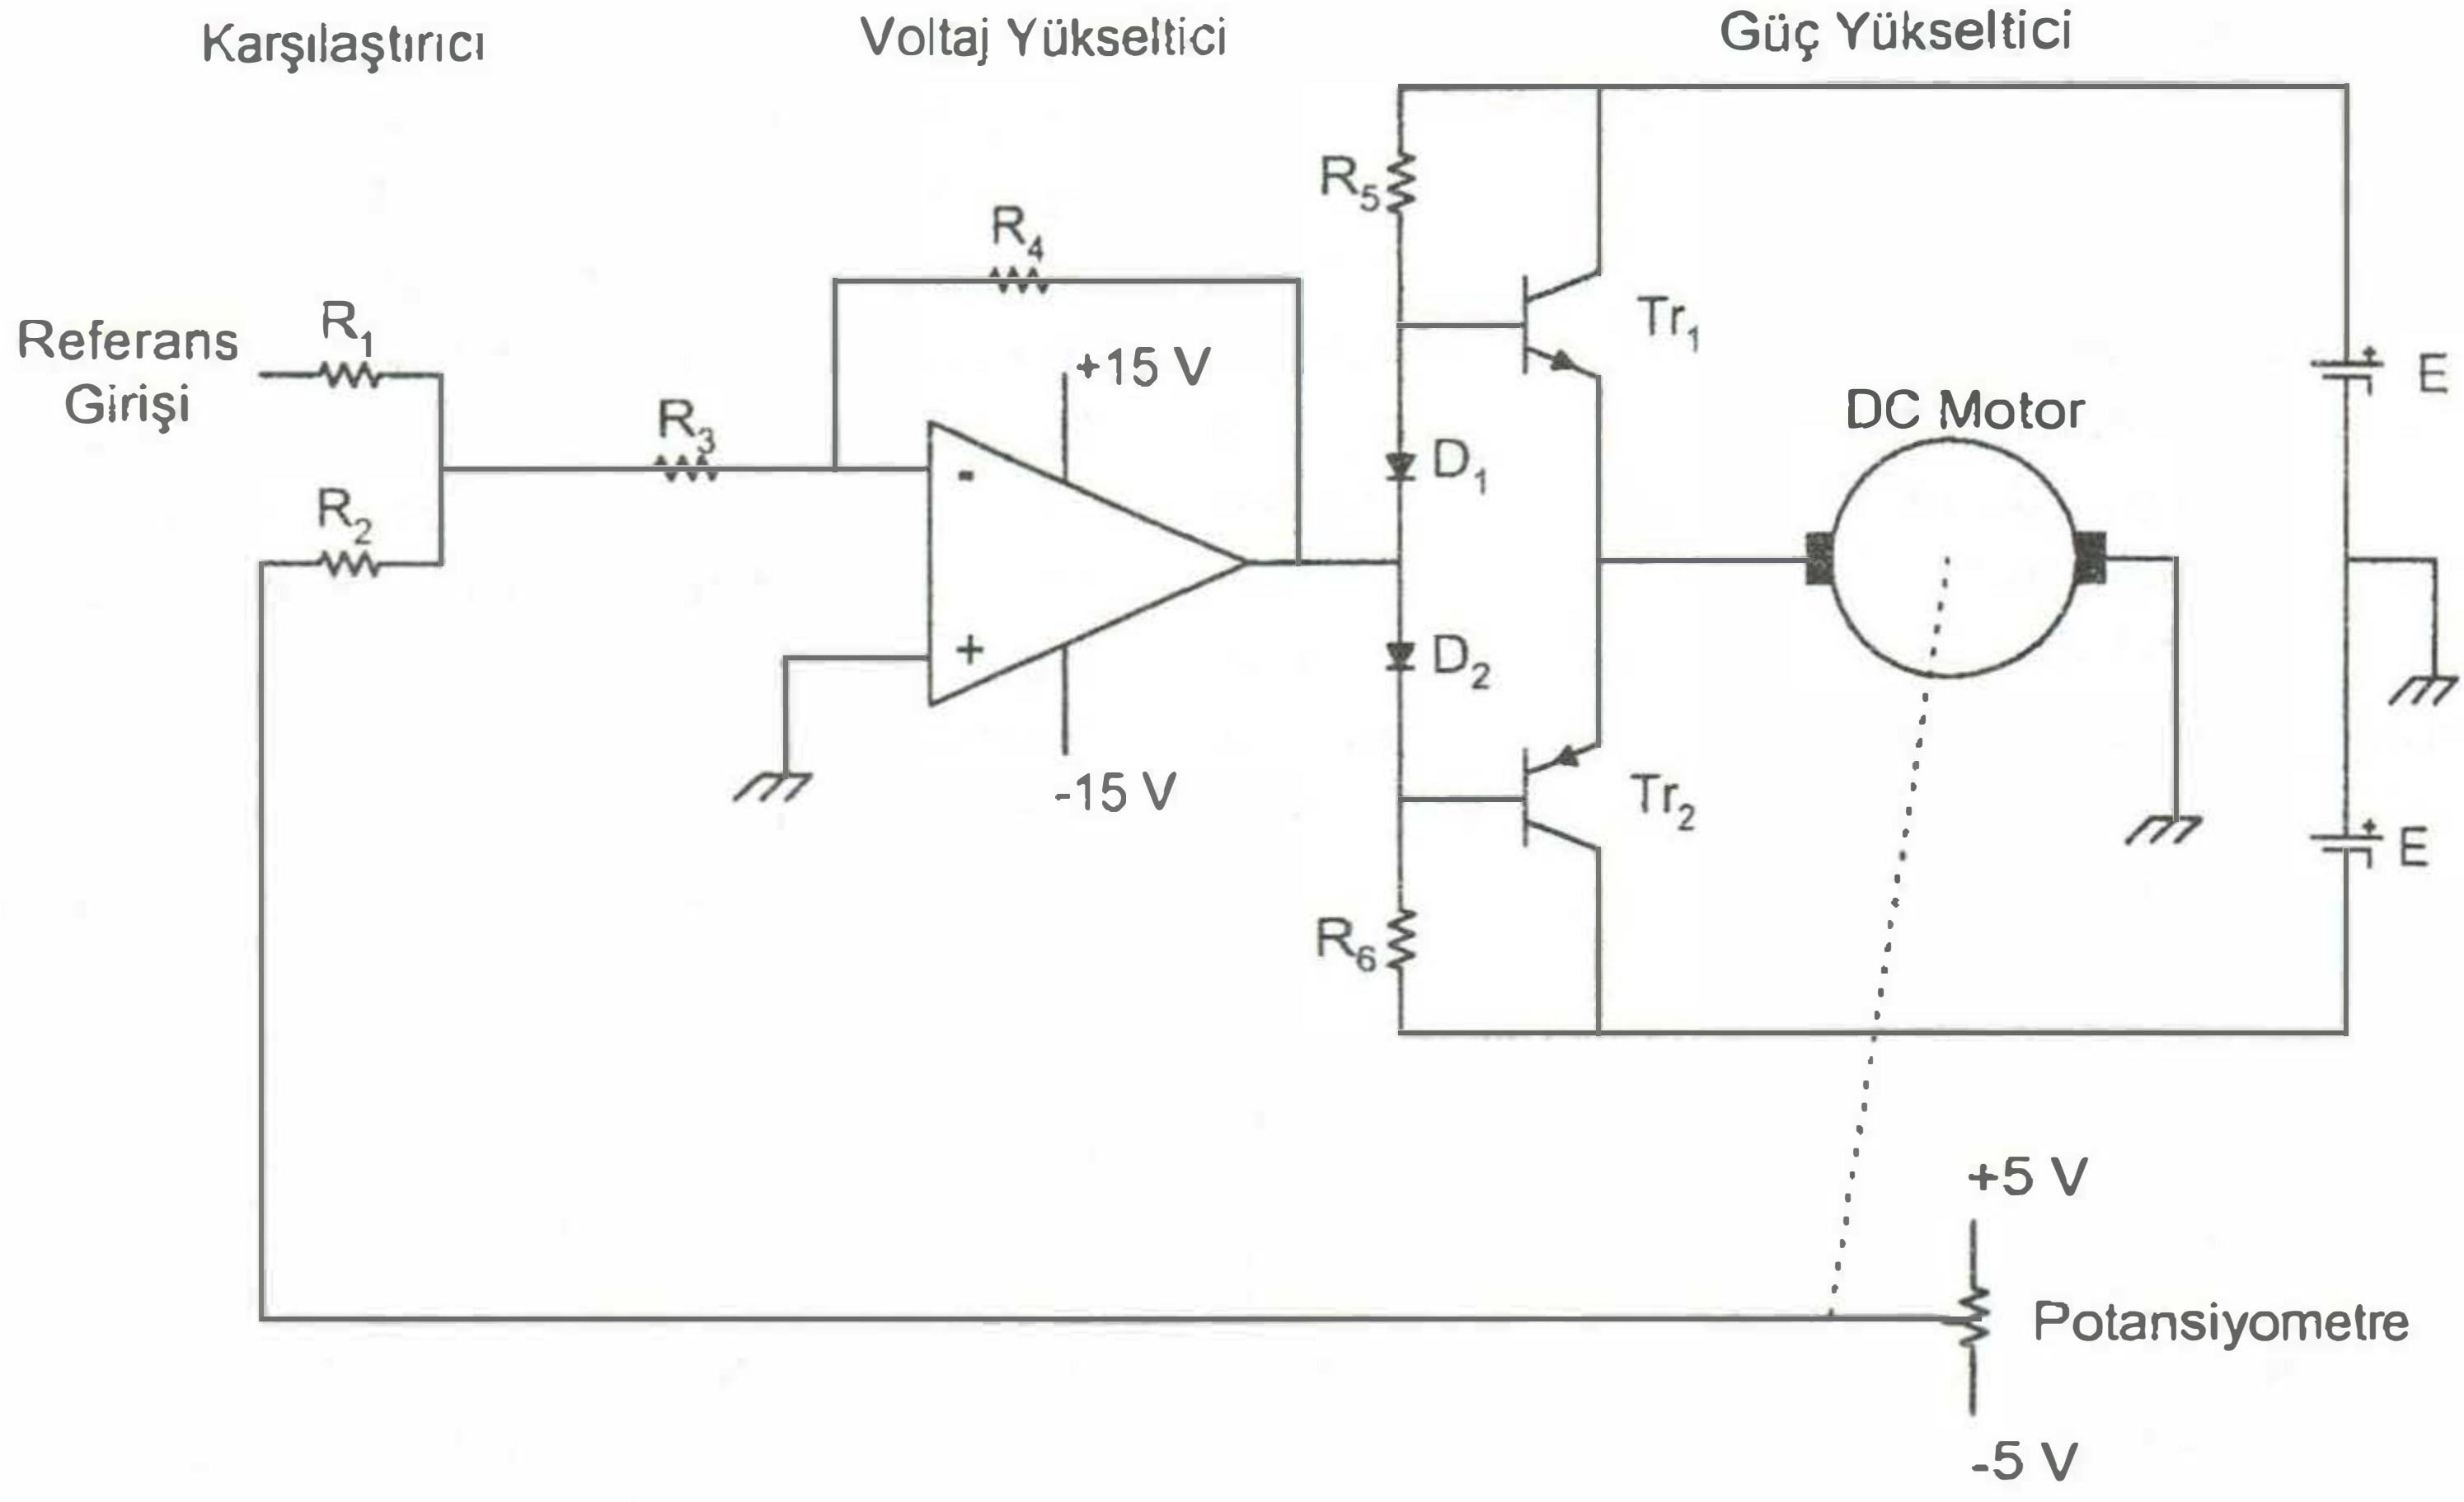 Karşılaştırıcı
Voltaj Yükseltici
Güç Yükseltici
R5
R4
Referans
Girişi
R1
+15 V
Tr1
E
DC Motor
R3
-
D1
R2
+
D2
-15 V
Tr2
E
R6
+5 V
Potansiyometre
-5 V